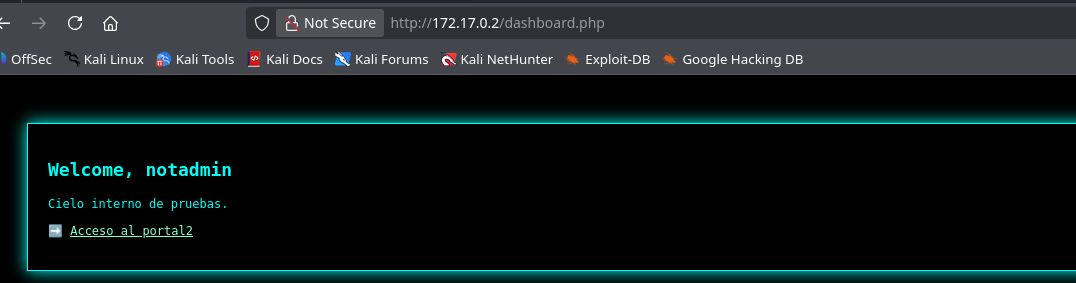 Not Secure http://172.17.0.2/dashboard.php
OffSec Kali Linux Kali Tools Kali Docs Kali Forums Kali NetHunter Exploit-DB Google Hacking DB
Welcome, notadmin
Cielo interno de pruebas.
➡️ Acceso al portal2